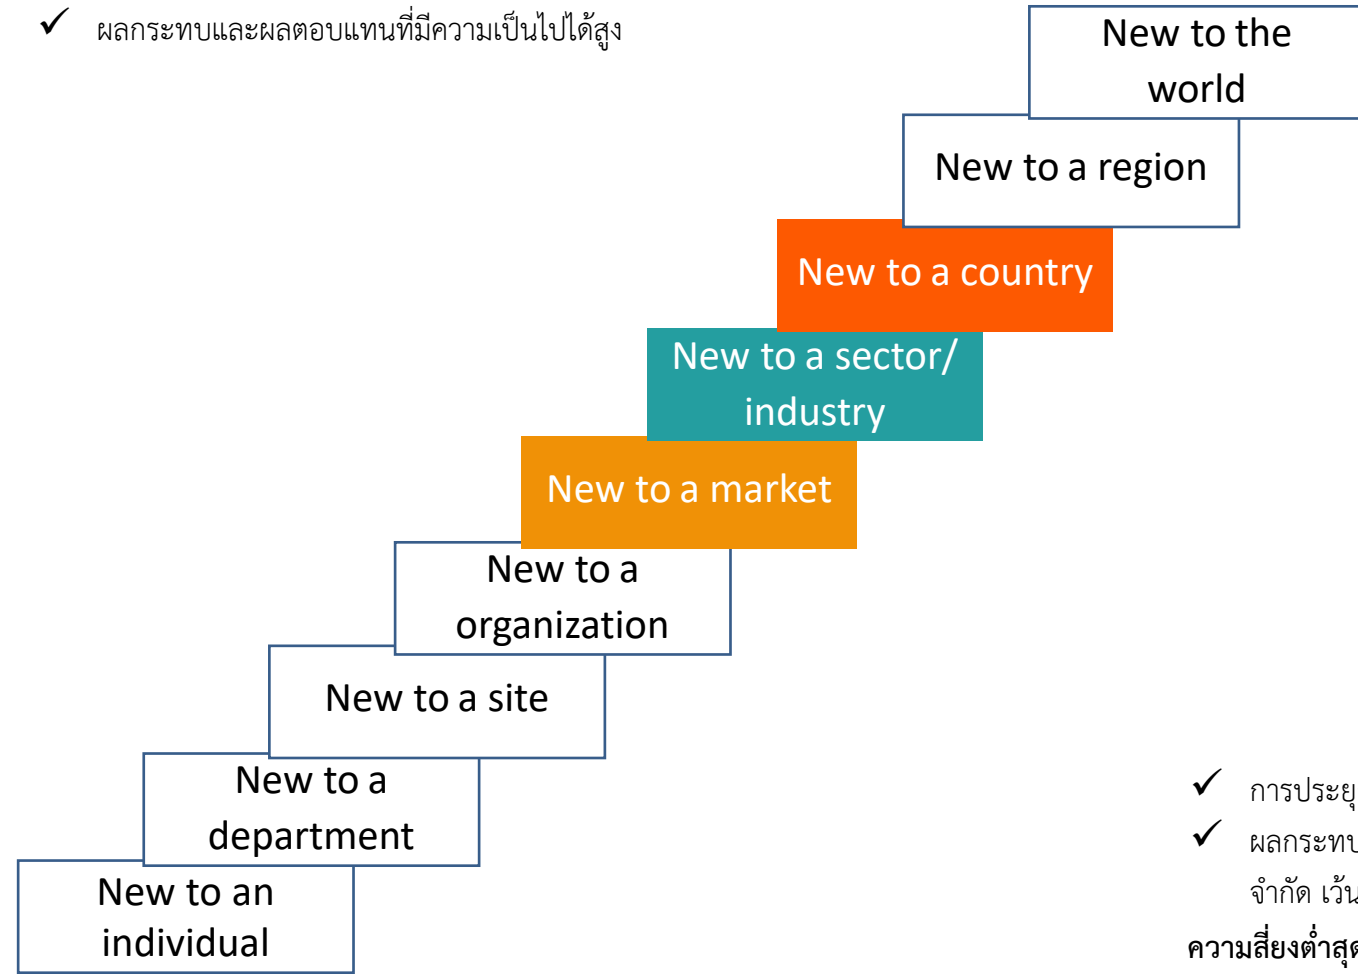 ✓ ผลกระทบและผลตอบแทนที่มีความเป็นไปได้สูง
New to the
world
New to a region
New to a country
New to a sector/
industry
New to a market
New to a
organization
New to a site
New to a
department
New to an
individual
✓ การประยุ
✓ ผลกระทบ
จำกัด เว้น
ความสี่ยงต่ำสุด